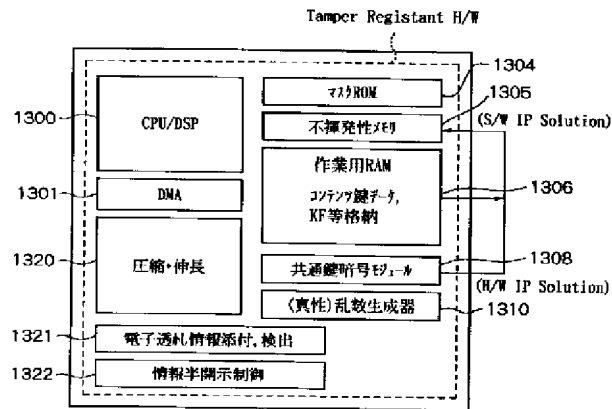 Tamper Registant H/W
1300
CPU/DSP
1301
DMA
1320
圧縮・伸長
1321
電子透札情報添付,検出
1322
情報半開示制御
マスクROM
1304
不揮発性メモリ
1305
(S/W IP Solution)
作業用RAM
コンテンツ鍵データ,
KF等格納
1306
共通鍵暗号モジュール
1308
(H/W IP Solution)
(真性)乱数生成器
1310